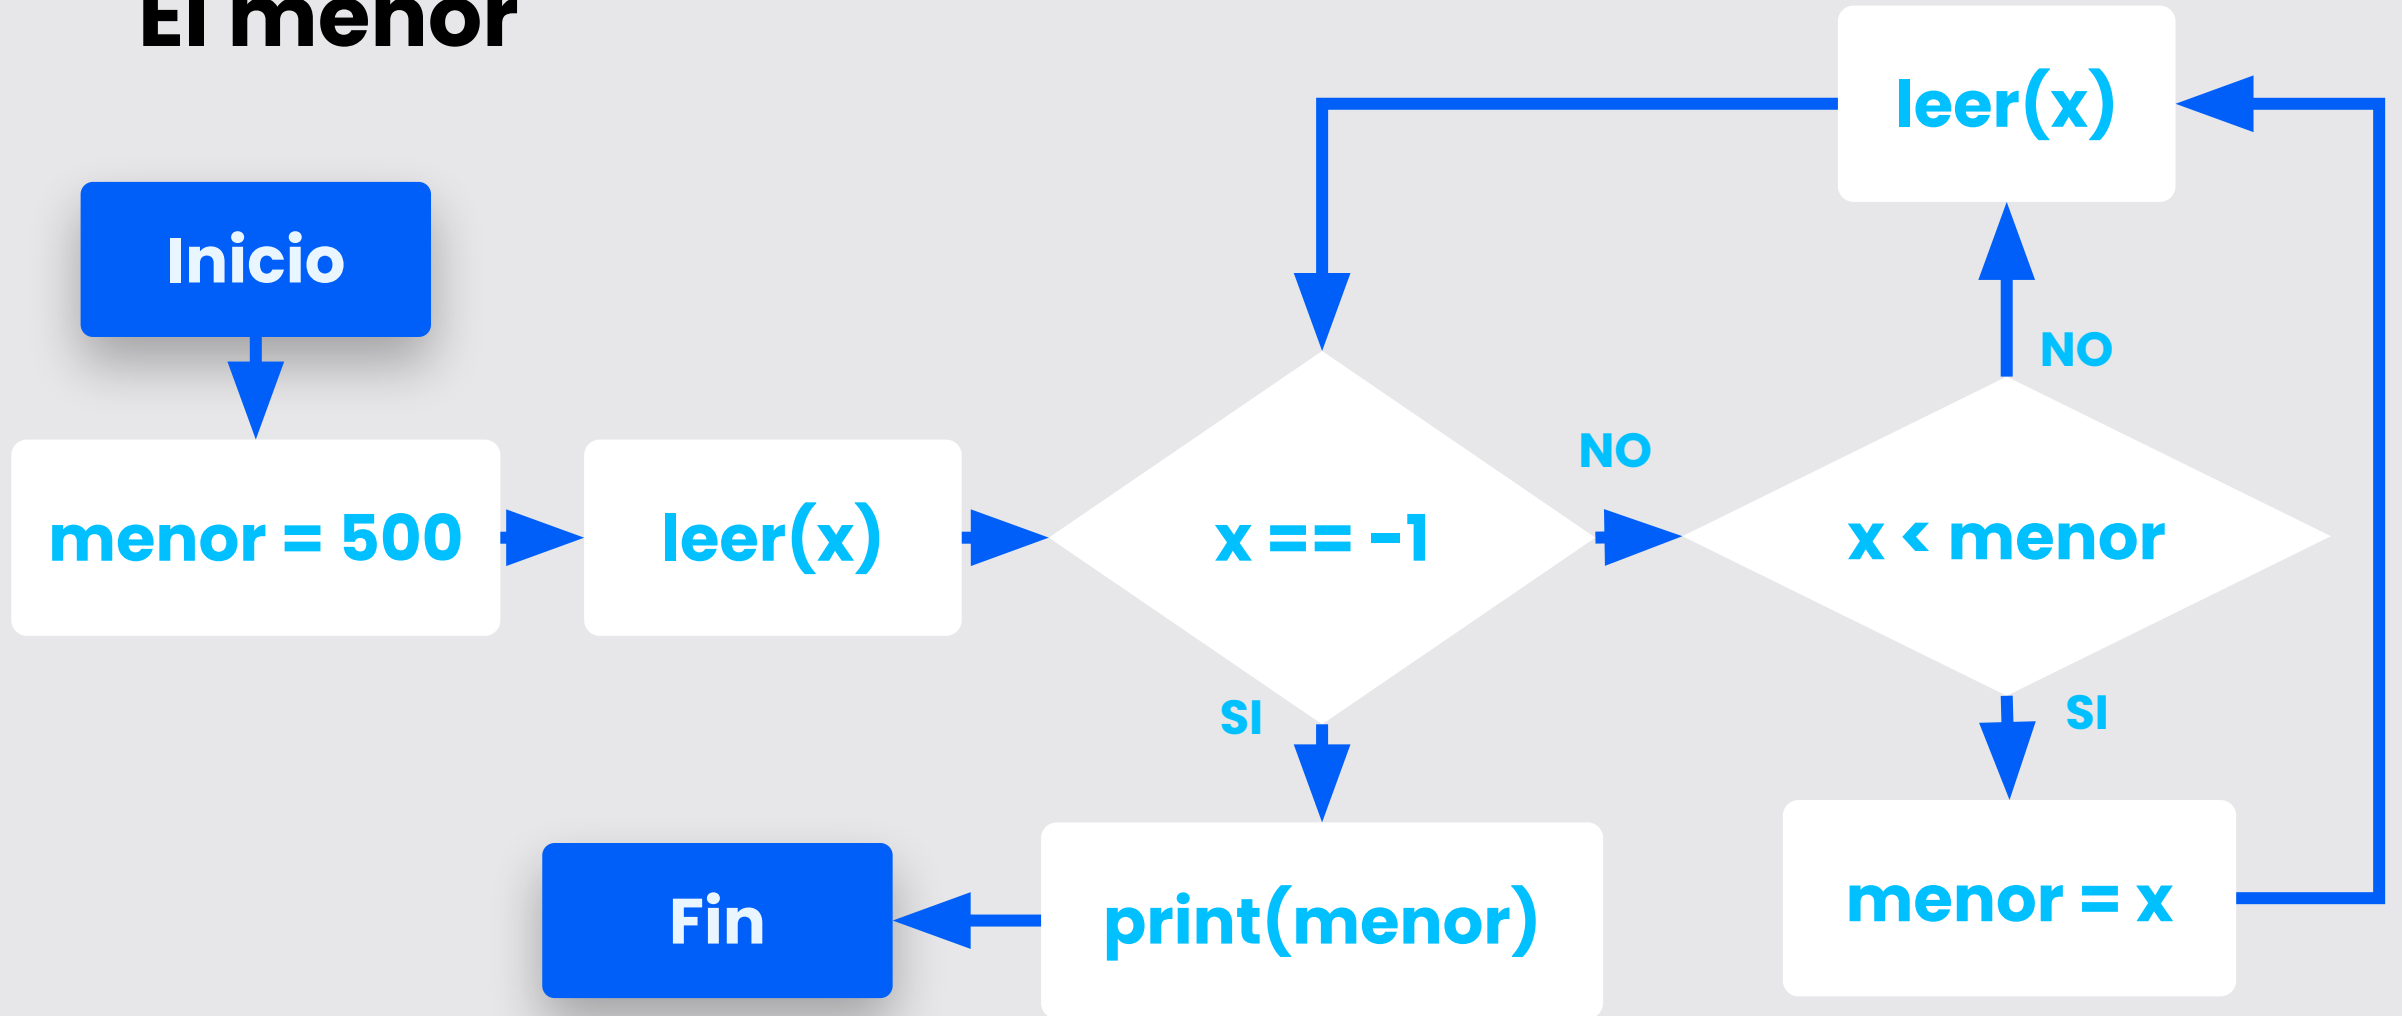 El menor
Inicio
menor = 500
leer(x)
x == -1
NO
x < menor
NO
leer(x)
SI
menor = x
SI
print(menor)
Fin